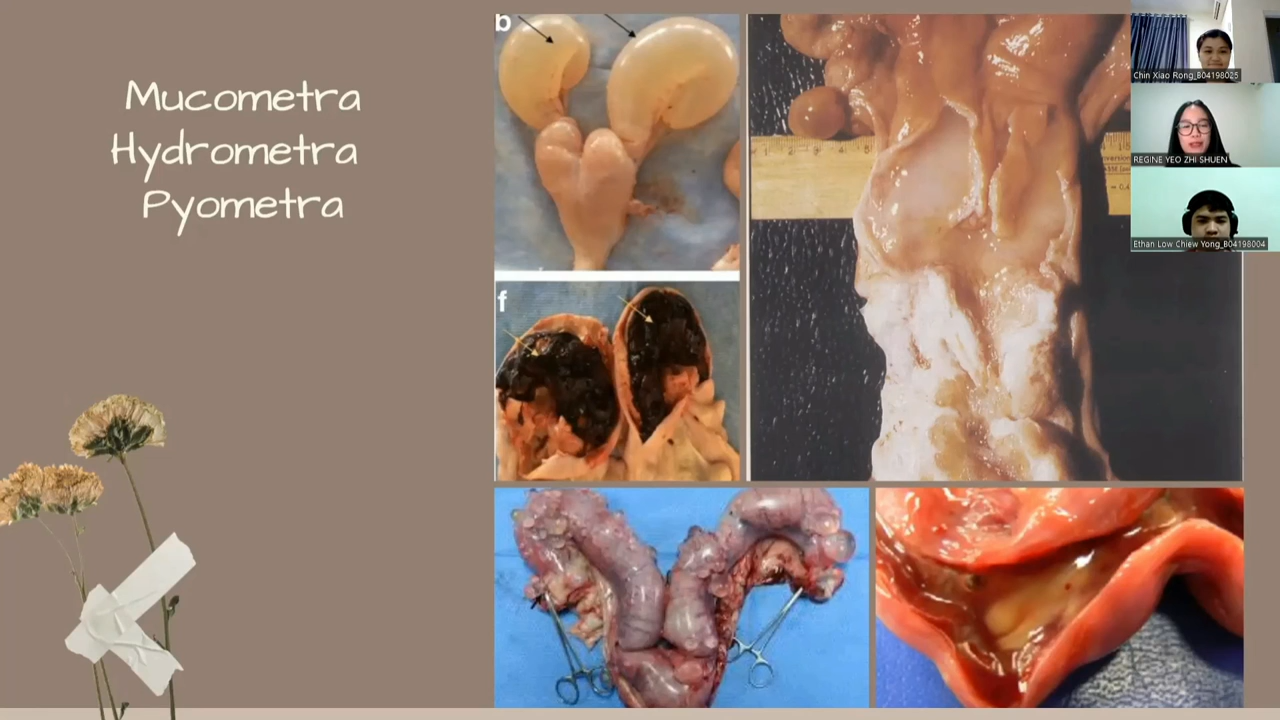 Mucometra
Hydrometra
Pyometra
b
f
Chin Xiao Rong_B04198025
REGINE YEO ZHI SHUEN
Ethan Low Chiew Yong_B04198004